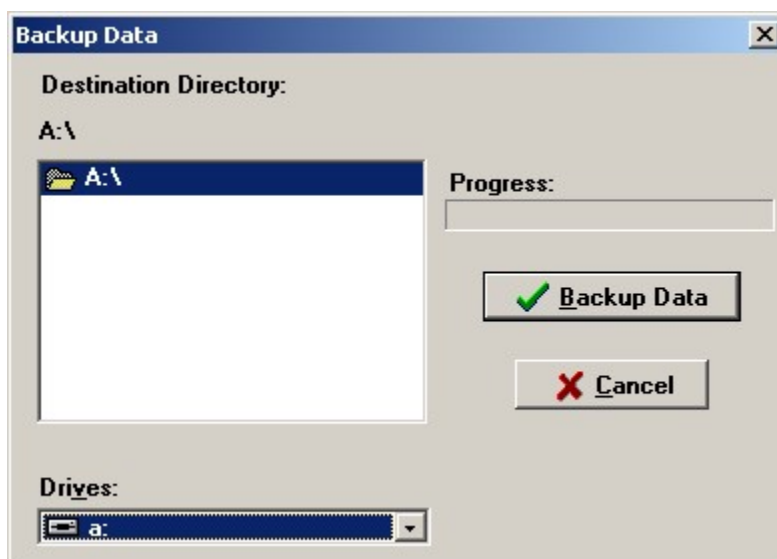 Backup Data
Destination Directory:
A:\
A:\
Progress:
Backup Data
Cancel
Drives:
a: